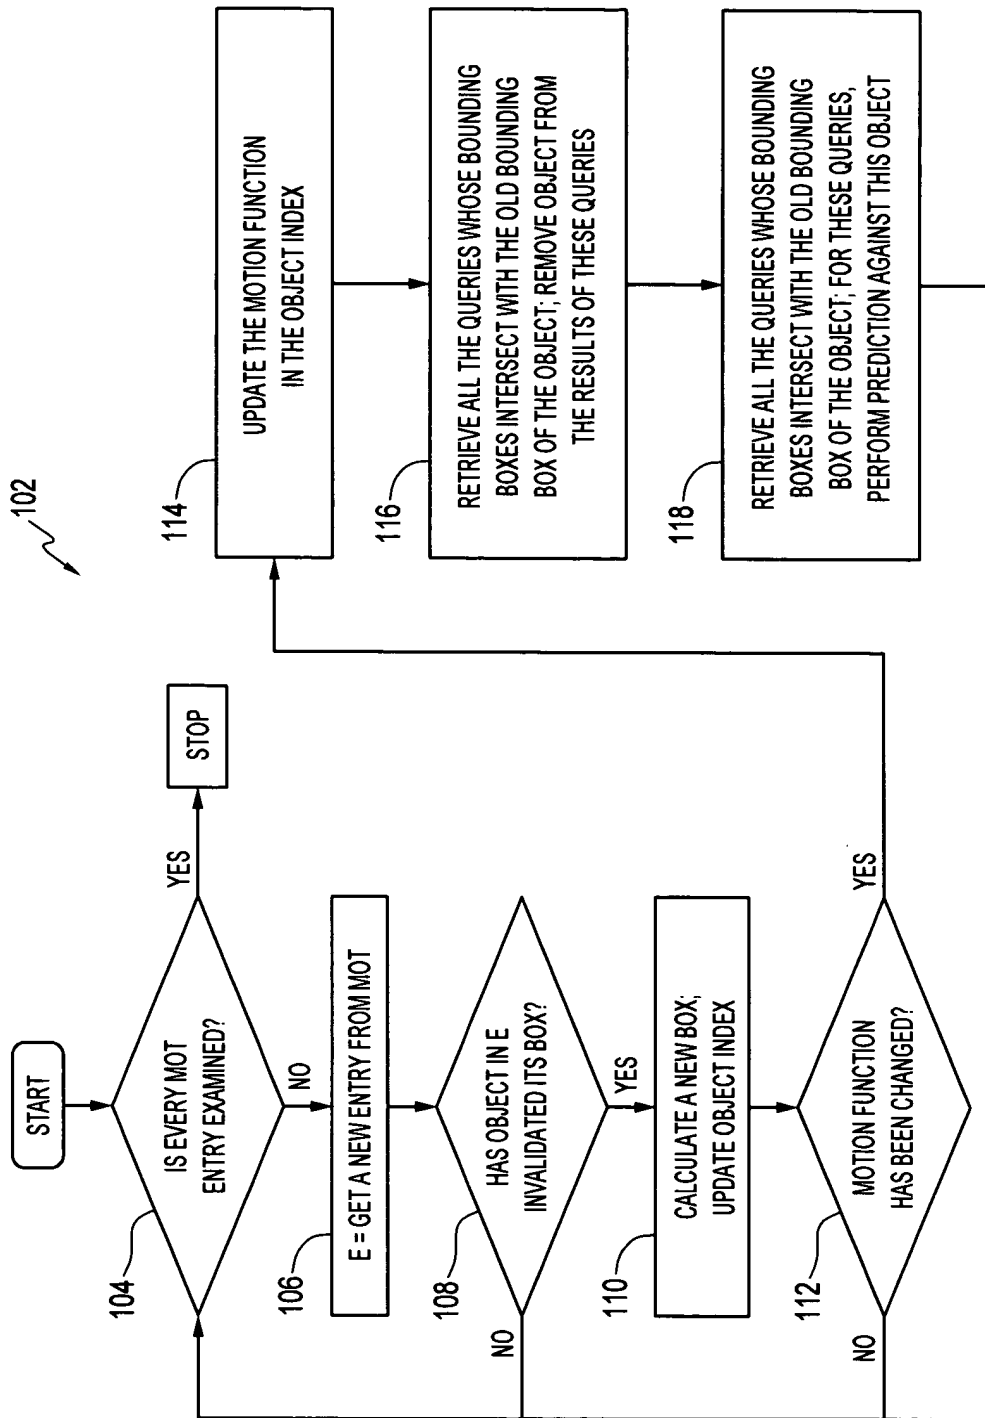 102
START
104
IS EVERY MOT
ENTRY EXAMINED?
YES
STOP
NO
106
E = GET A NEW ENTRY FROM MOT
108
HAS OBJECT IN E
INVALIDATED ITS BOX?
NO
YES
110
CALCULATE A NEW BOX;
UPDATE OBJECT INDEX
112
MOTION FUNCTION
HAS BEEN CHANGED?
NO
YES
114
UPDATE THE MOTION FUNCTION
IN THE OBJECT INDEX
116
RETRIEVE ALL THE QUERIES WHOSE BOUNDING
BOXES INTERSECT WITH THE OLD BOUNDING
BOX OF THE OBJECT; REMOVE OBJECT FROM
THE RESULTS OF THESE QUERIES
118
RETRIEVE ALL THE QUERIES WHOSE BOUNDING
BOXES INTERSECT WITH THE OLD BOUNDING
BOX OF THE OBJECT; FOR THESE QUERIES,
PERFORM PREDICTION AGAINST THIS OBJECT